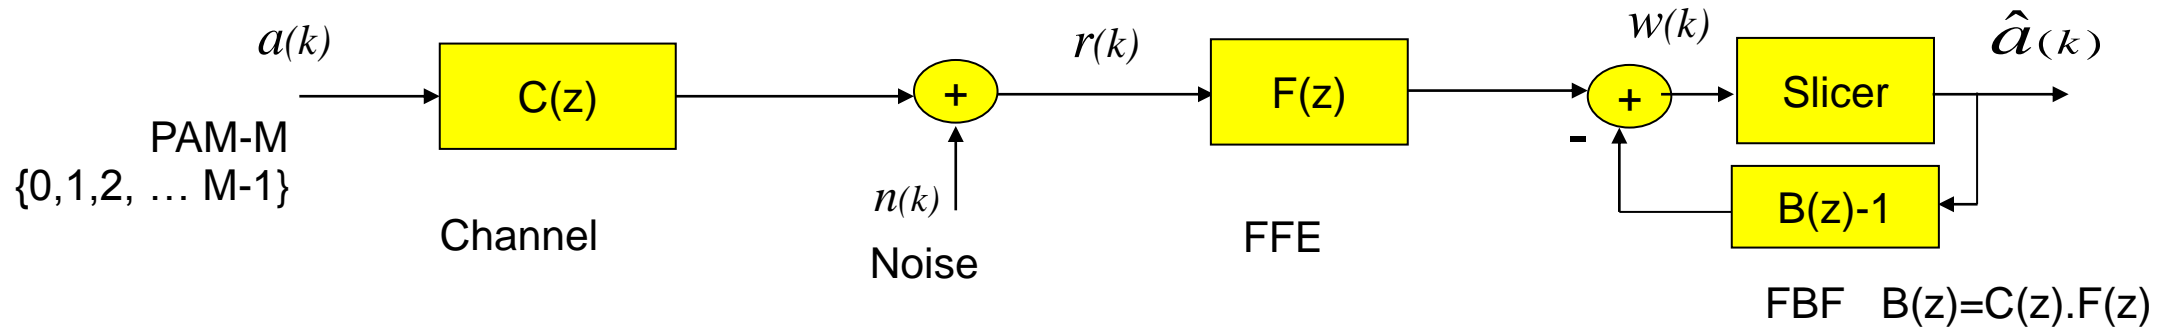 a(k)
PAM-M
{0,1,2, … M-1}
C(z)
Channel
+
n(k)
Noise
r(k)
F(z)
FFE
w(k)
+
-
Slicer
â(k)
B(z)-1
FBF B(z)=C(z).F(z)